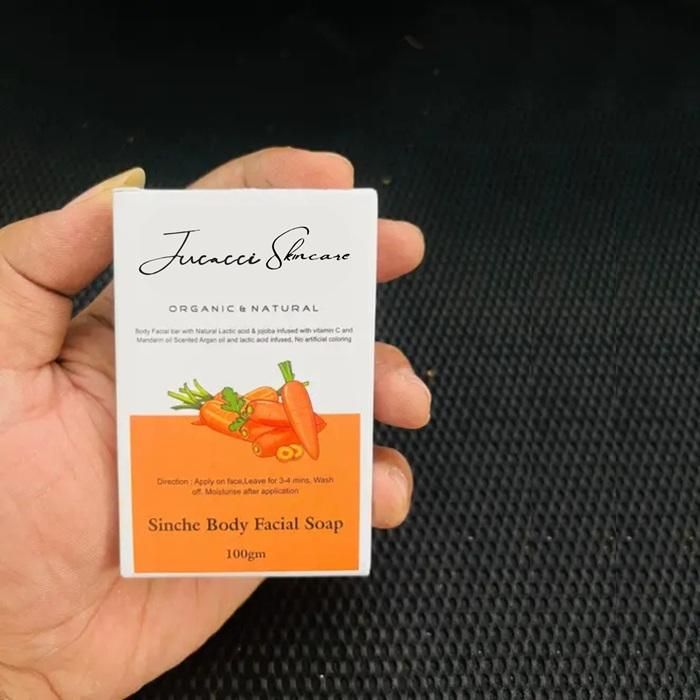 Jucacci Skincare
ORGANIC & NATURAL
Body Facial bar with Natural Lactic acid & jojoba infused with vitamin C and
Mandarin oil Scented Argan oil and lactic acid infused, No artificial coloring
Direction : Apply on face,Leave for 3-4 mins, Wash
off. Moisturise after application
Sinche Body Facial Soap
100gm